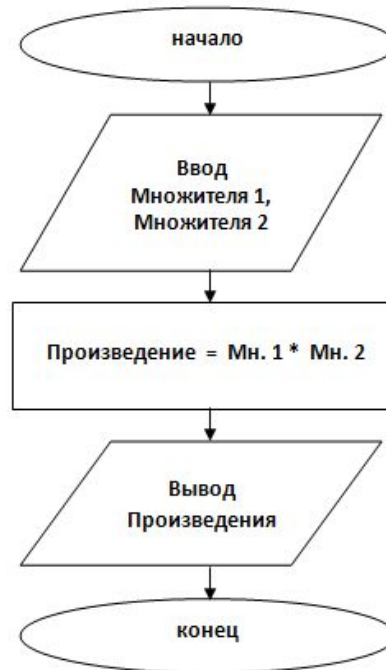 начало
Ввод
Множителя 1,
Множителя 2
Произведение = Мн. 1 * Мн. 2
Вывод
Произведения
конец